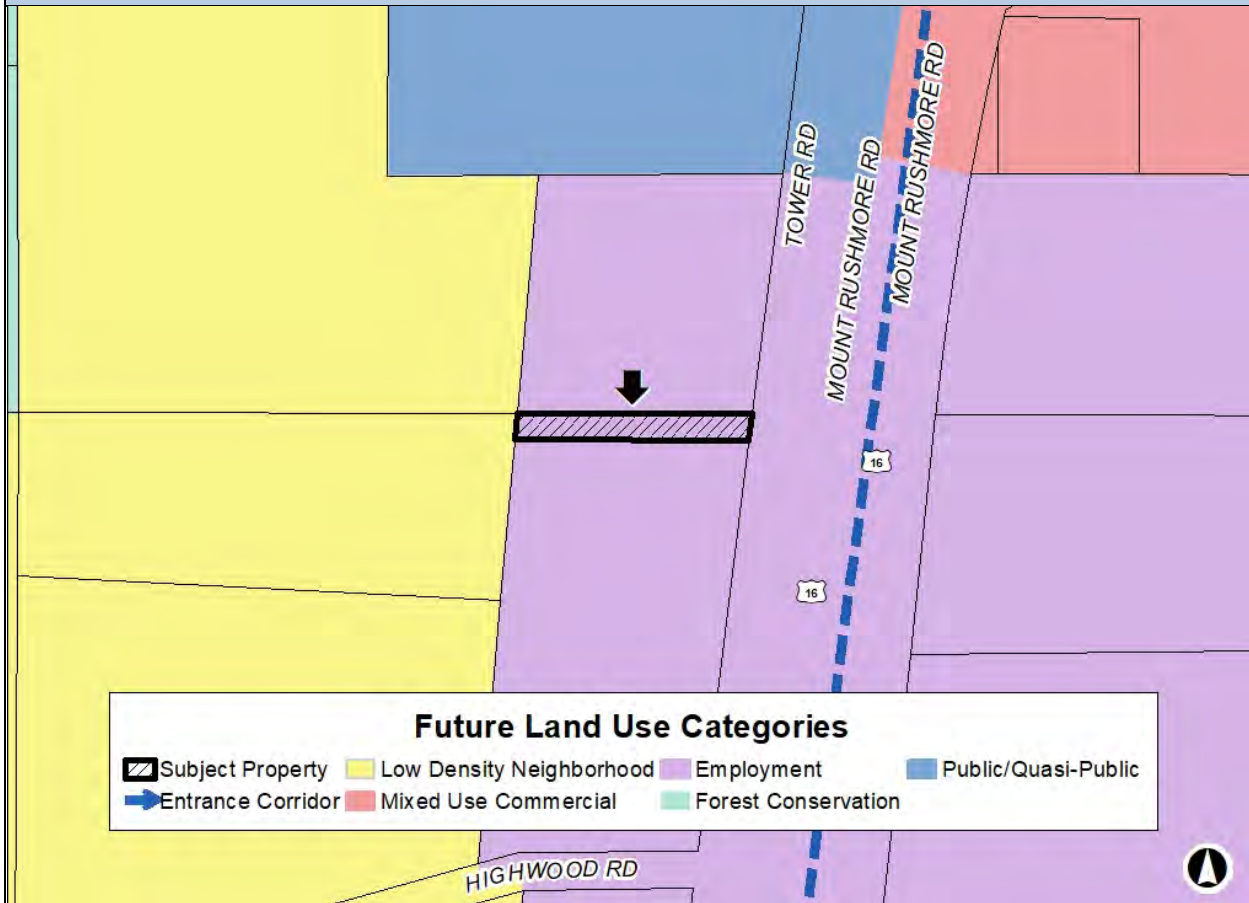 TOWER RD
MOUNT RUSHMORE RD
MOUNT RUSHMORE RD
16
16
Future Land Use Categories
Subject Property Low Density Neighborhood Employment Public/Quasi-Public
Entrance Corridor Mixed Use Commercial Forest Conservation
HIGHWOOD RD